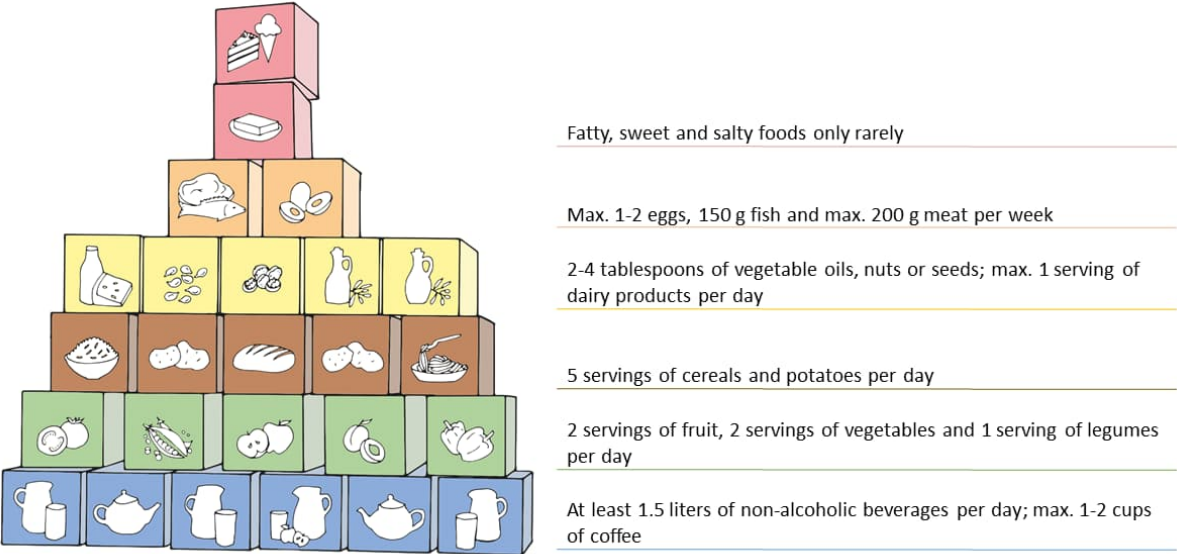 Fatty, sweet and salty foods only rarely
Max. 1-2 eggs, 150 g fish and max. 200 g meat per week
2-4 tablespoons of vegetable oils, nuts or seeds; max. 1 serving of
dairy products per day
5 servings of cereals and potatoes per day
2 servings of fruit, 2 servings of vegetables and 1 serving of legumes
per day
At least 1.5 liters of non-alcoholic beverages per day; max. 1-2 cups
of coffee